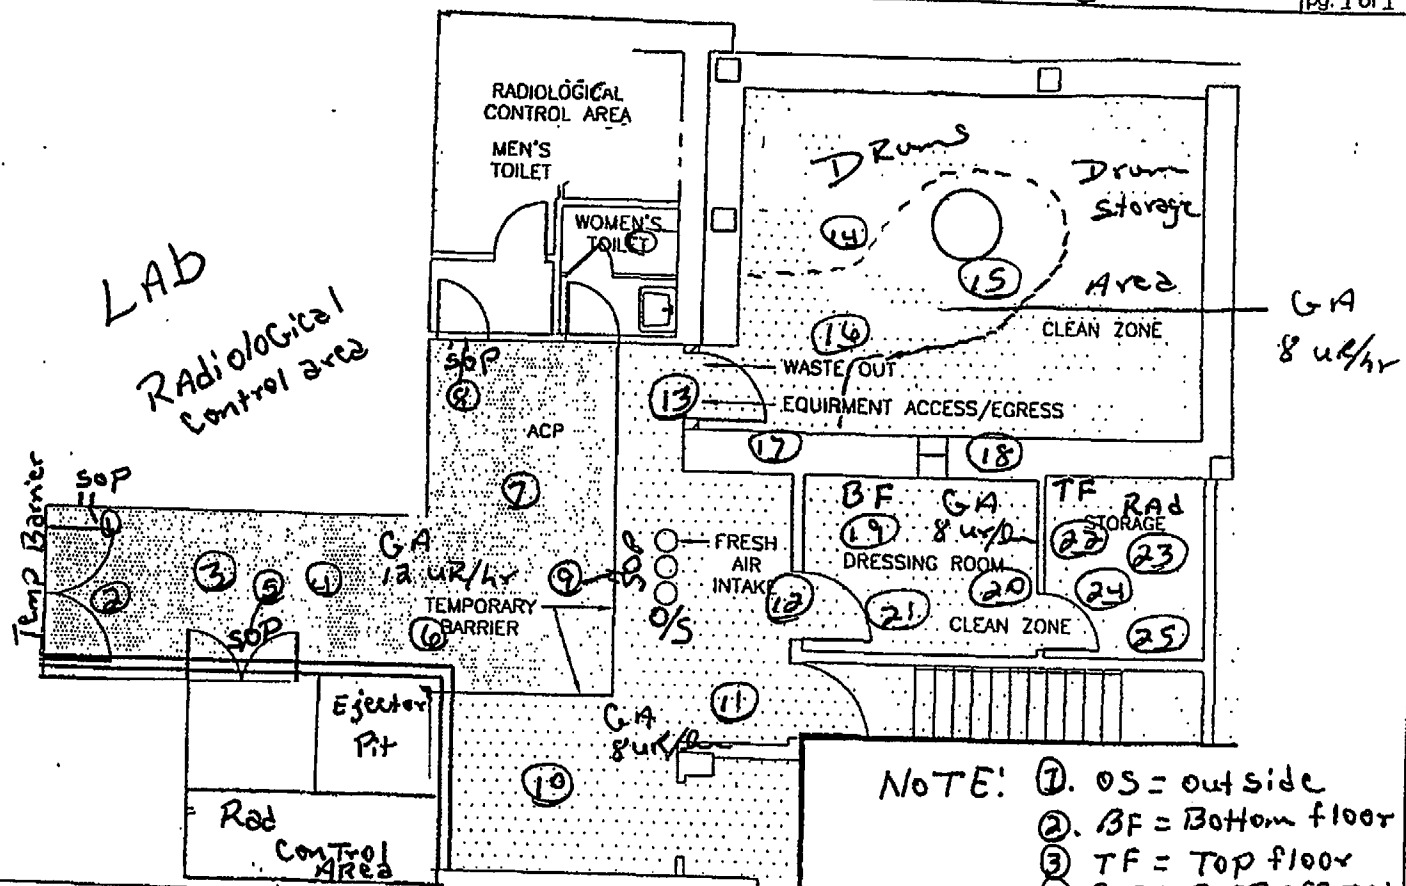 pg. 1 of 1
RADIOLOGICAL
CONTROL AREA
MEN'S
TOILET
WOMEN'S
TOILET
DRums
Drum
storage
Area
14
15
16
CLEAN ZONE
GA
8 uR/hr
LAb
RAdiological
control area
SOP
8
ACP
7
13
WASTE OUT
EQUIRMENT ACCESS/EGRESS
17
18
Temp Barrier
SOP
1
2
3
5
SOP
4
GA
12 uR/hr
6
TEMPORARY
BARRIER
9
SOP
O/S
FRESH
AIR
INTAKE
12
BF
19
GA
8 ur/hr
DRESSING ROOM
20
21
CLEAN ZONE
TF
RAd
STORAGE
22
23
24
25
11
GA
8 uR/hr
10
Ejector
Pit
Rad
ConTrol
ARea
NOTE: 1. OS = outside
2. BF = Bottom floor
3 TF = Top floor